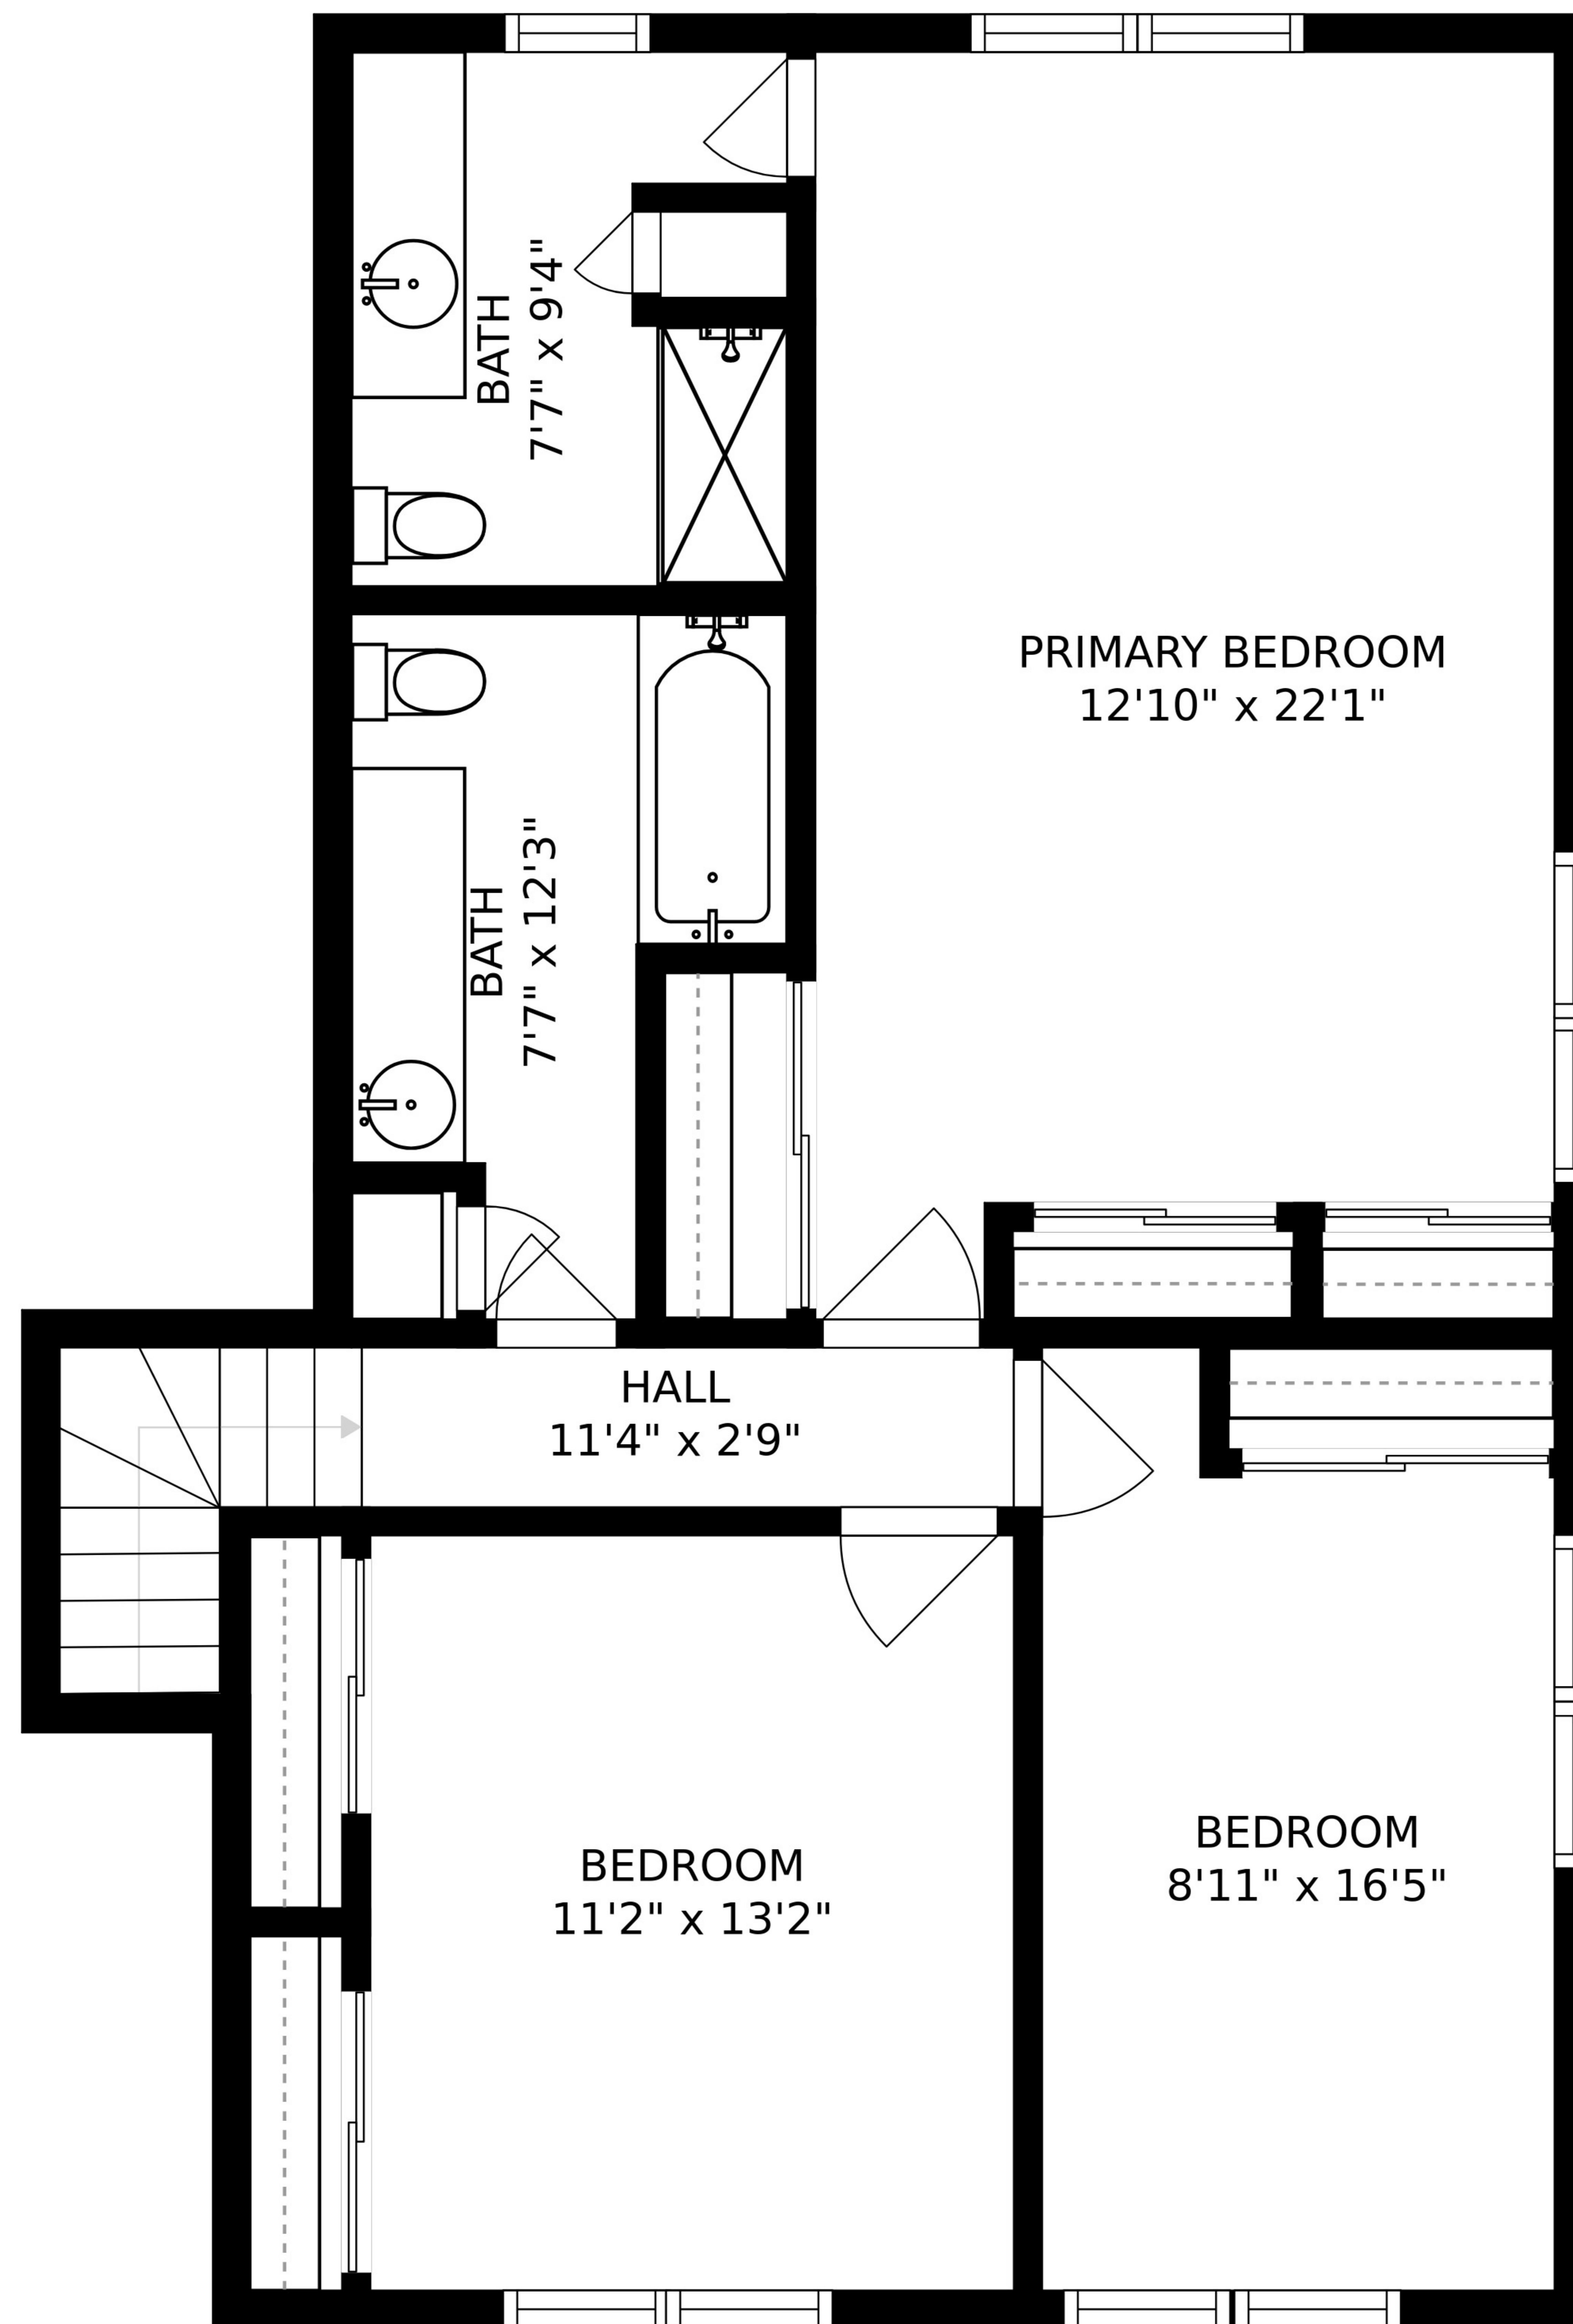 BATH
7'7" x 9'4"
PRIMARY BEDROOM
12'10" x 22'1"
BATH
7'7" x 12'3"
HALL
11'4" x 2'9"
BEDROOM
11'2" x 13'2"
BEDROOM
8'11" x 16'5"